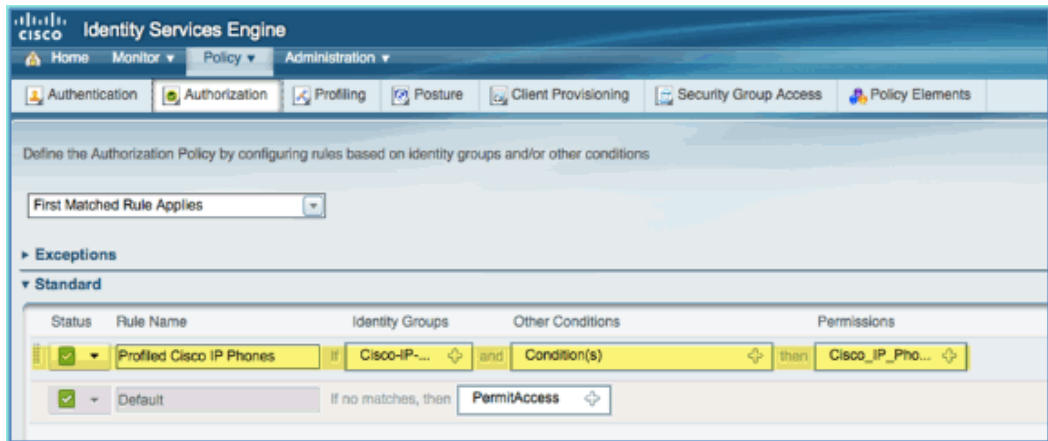 cisco Identity Services Engine
Home Monitor Policy Administration
Authentication Authorization Profiling Posture Client Provisioning Security Group Access Policy Elements
Define the Authorization Policy by configuring rules based on identity groups and/or other conditions
First Matched Rule Applies
Exceptions
Standard
Status Rule Name Identity Groups Other Conditions Permissions
Profiled Cisco IP Phones If Cisco-IP-... and Condition(s) then Cisco_IP_Pho...
Default If no matches, then PermitAccess